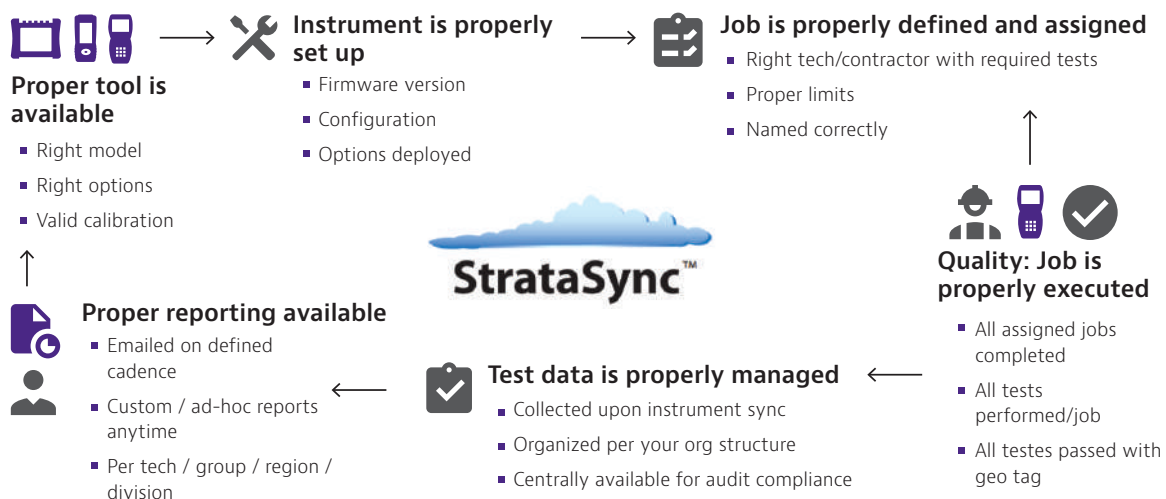 Proper tool is
available
Right model
Right options
Valid calibration
Instrument is properly
set up
Firmware version
Configuration
Options deployed
Job is properly defined and assigned
Right tech/contractor with required tests
Proper limits
Named correctly
StrataSync™
Quality: Job is
properly executed
All assigned jobs
completed
All tests
performed/job
All testes passed with
geo tag
Test data is properly managed
Collected upon instrument sync
Organized per your org structure
Centrally available for audit compliance
Proper reporting available
Emailed on defined
cadence
Custom / ad-hoc reports
anytime
Per tech / group / region /
division